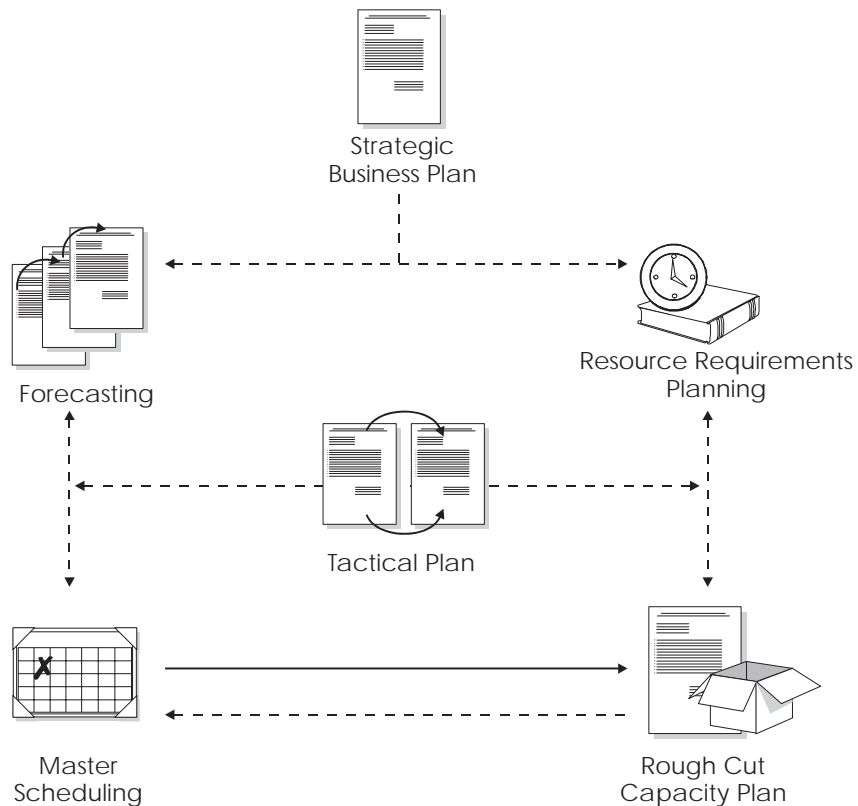 Strategic
Business Plan
Forecasting
Resource Requirements
Planning
Tactical Plan
X
Master
Scheduling
Rough Cut
Capacity Plan